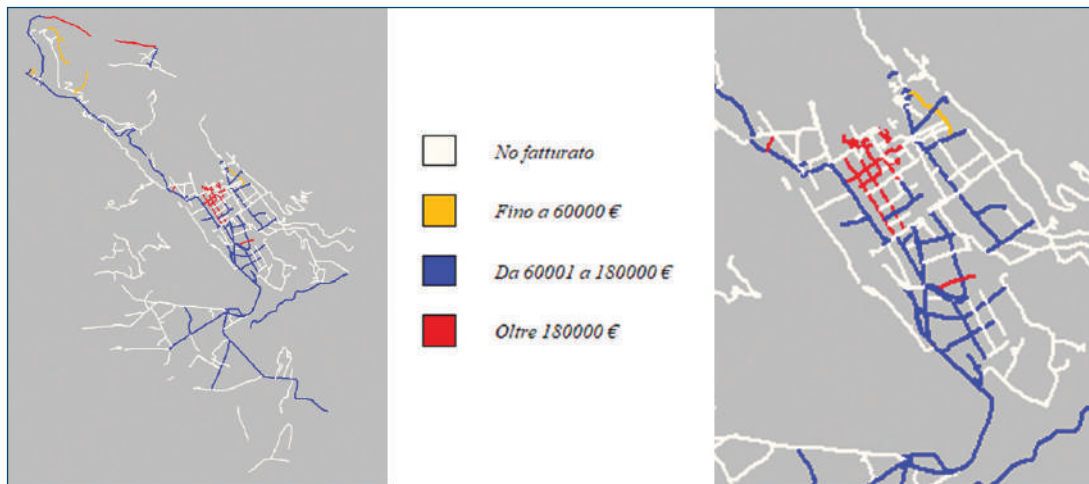 No fatturato
Fino a 60000 €
Da 60001 a 180000 €
Oltre 180000 €